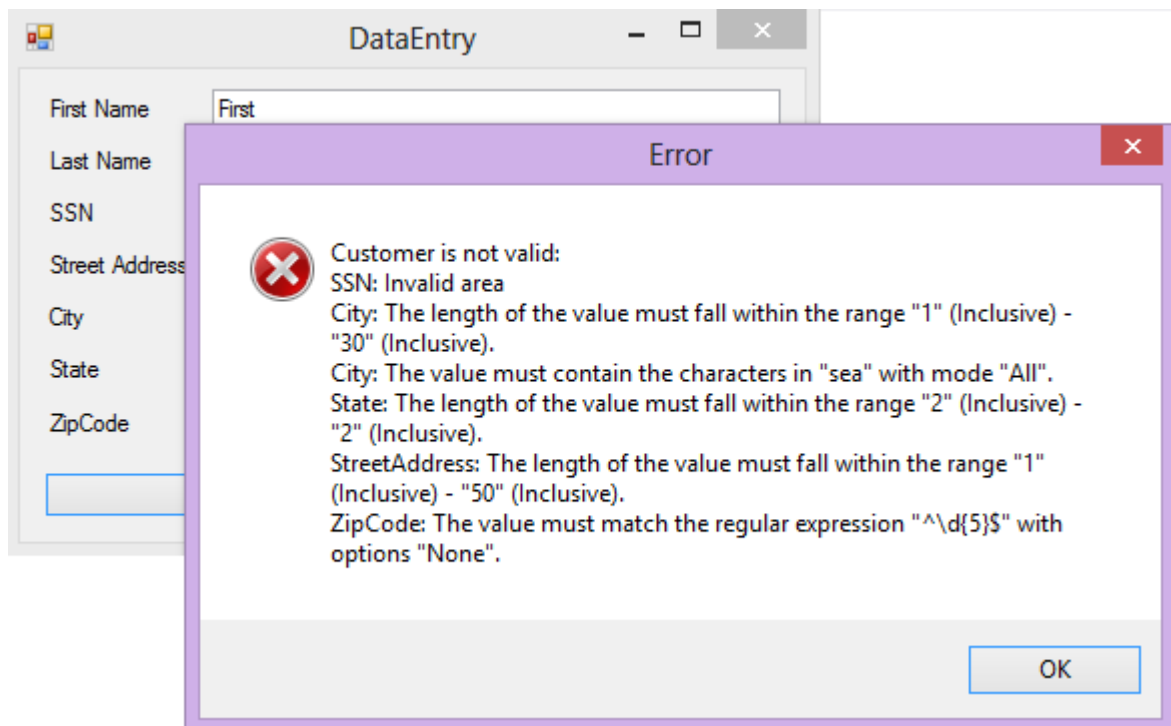 DataEntry
First Name
First
Last Name
SSN
Street Address
City
State
ZipCode
Error
Customer is not valid:
SSN: Invalid area
City: The length of the value must fall within the range "1" (Inclusive) -
"30" (Inclusive).
City: The value must contain the characters in "sea" with mode "All".
State: The length of the value must fall within the range "2" (Inclusive) -
"2" (Inclusive).
StreetAddress: The length of the value must fall within the range "1"
(Inclusive) - "50" (Inclusive).
ZipCode: The value must match the regular expression "^\d{5}$" with
options "None".
OK